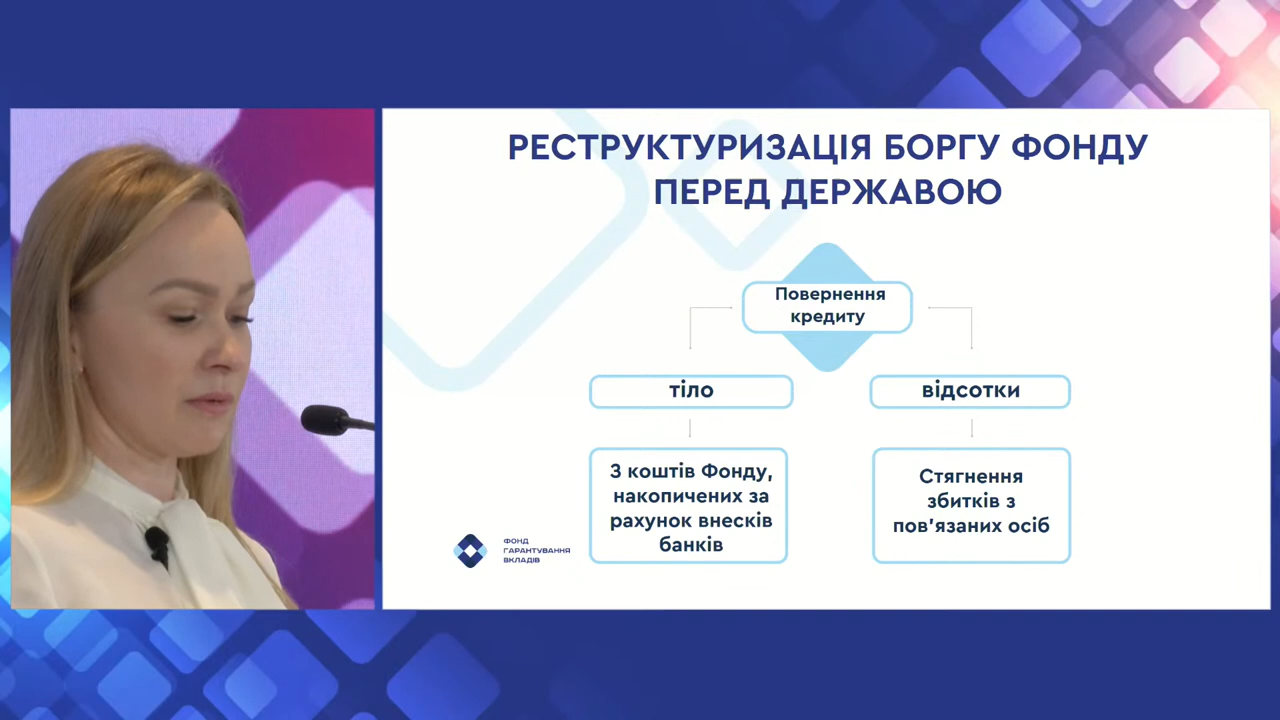 РЕСТРУКТУРИЗАЦІЯ БОРГУ ФОНДУ
ПЕРЕД ДЕРЖАВОЮ
Повернення
кредиту
тіло
відсотки
З коштів Фонду,
накопичених за
рахунок внесків
банків
Стягнення
збитків з
пов'язаних осіб
ФОНД
ГАРАНТУВАННЯ
ВКЛАДІВ